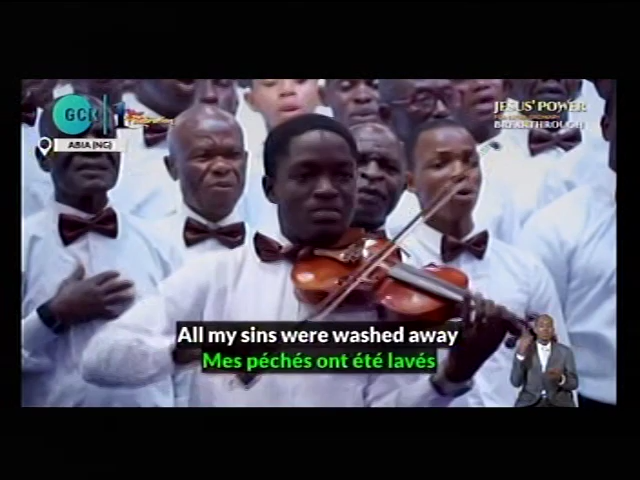 GCK
ABIA (NG)
JESUS' POWER
BREAKTHROUGH
All my sins were washed away
Mes péchés ont été lavés